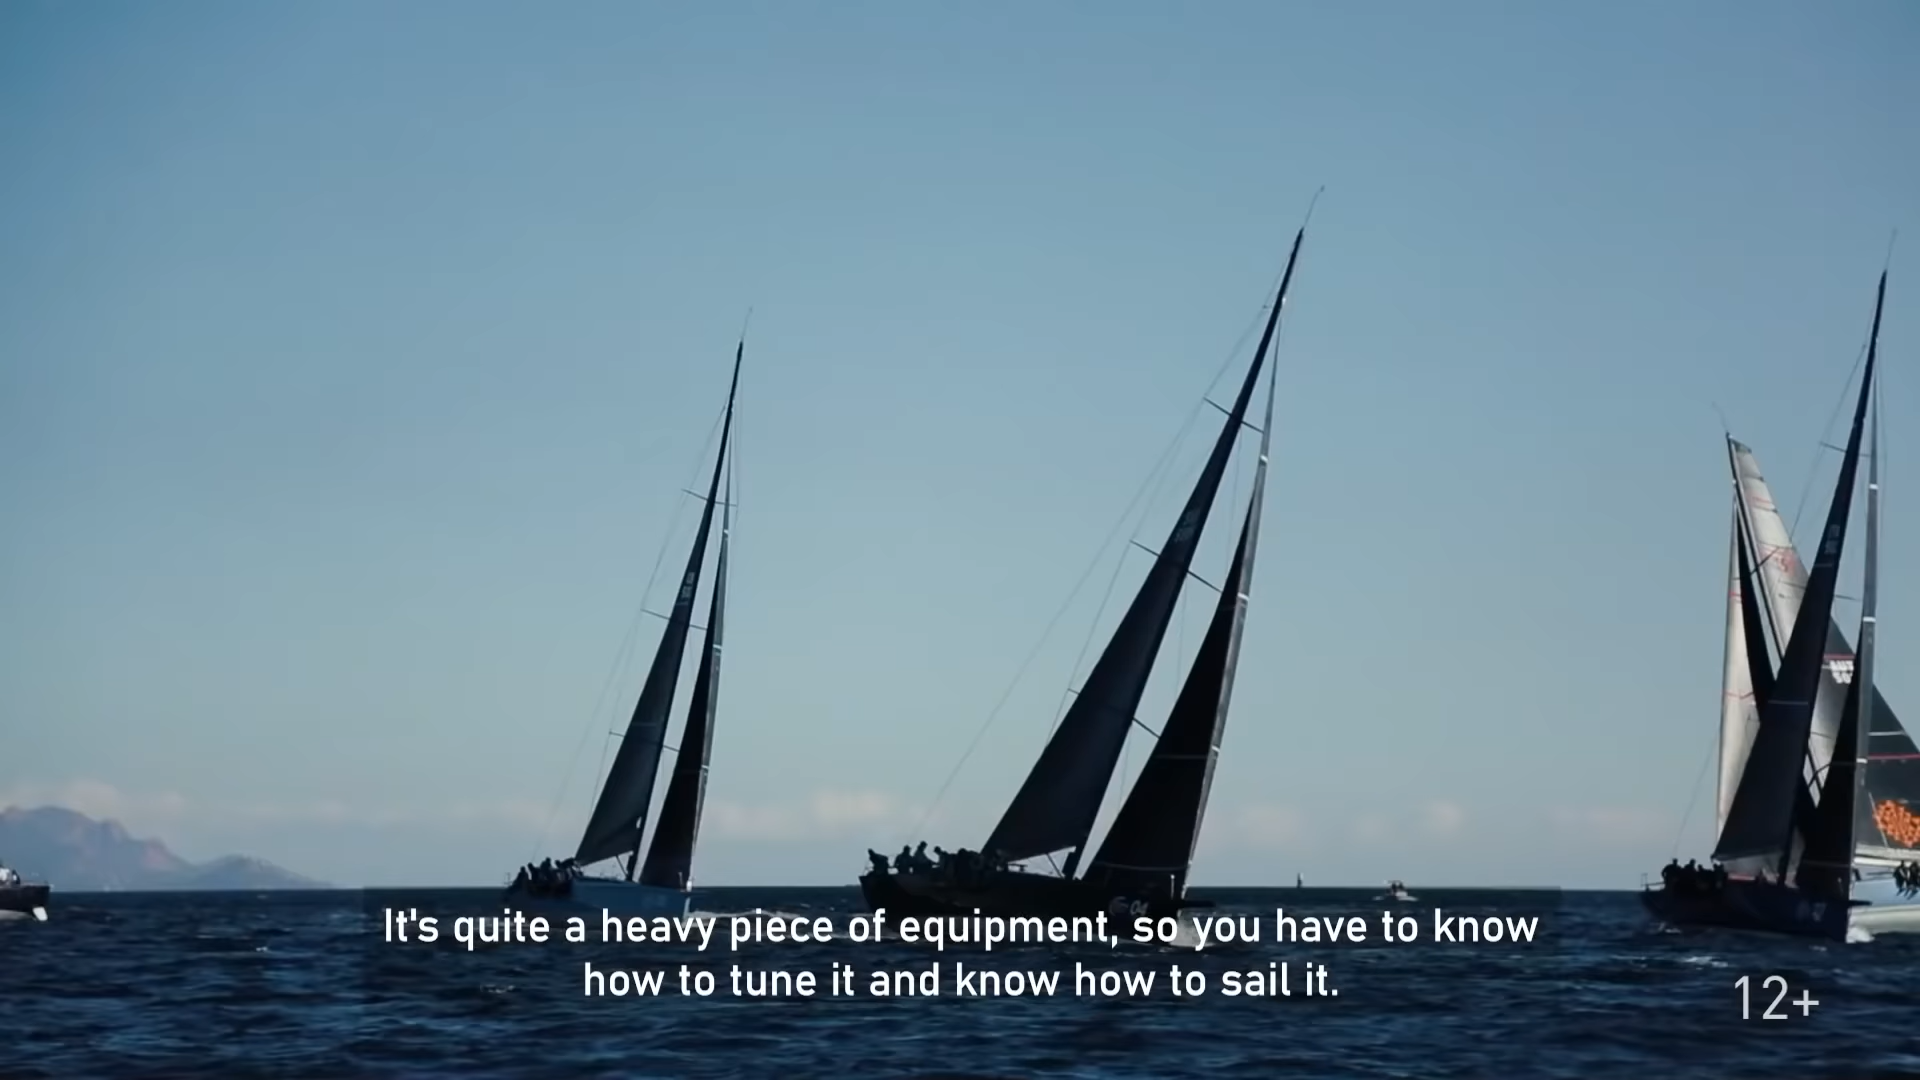 It's quite a heavy piece of equipment, so you have to know
how to tune it and know how to sail it.
12+